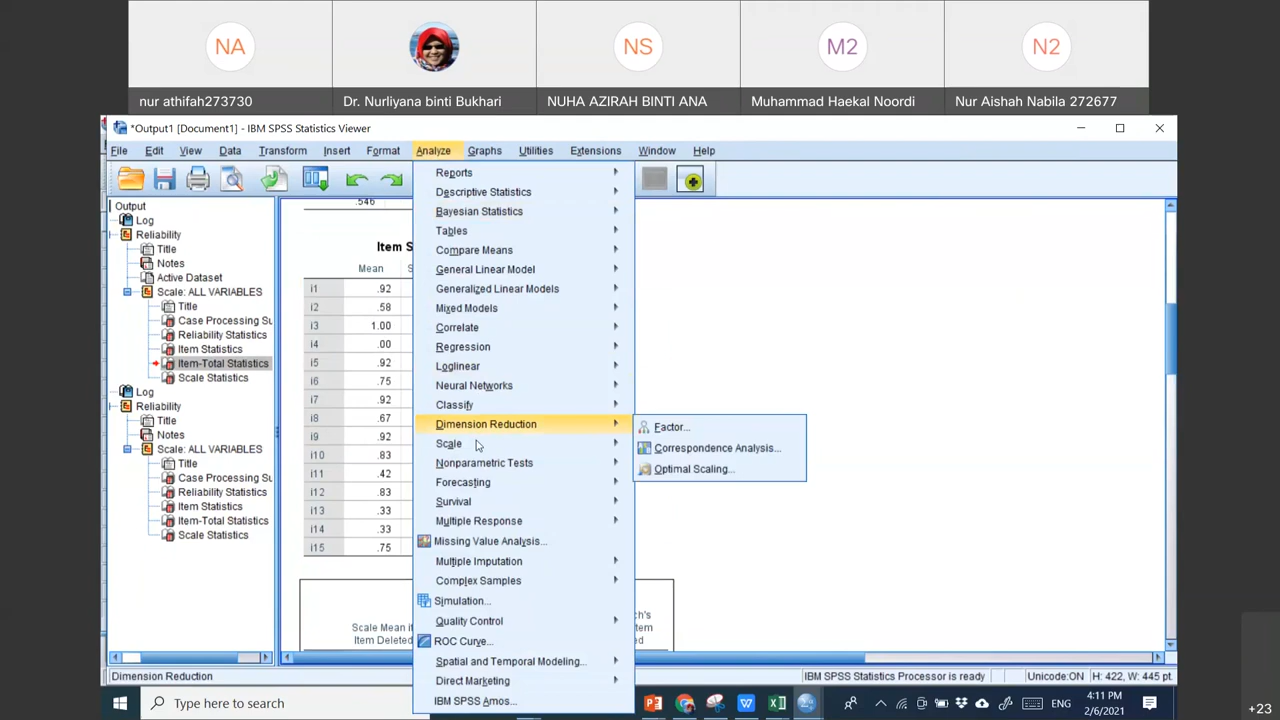 NA
NS
M2
N2
nur athifah273730
Dr. Nurliyana binti Bukhari
NUHA AZIRAH BINTI ANA
Muhammad Haekal Noordi
Nur Aishah Nabila 272677
*Output1 [Document1] - IBM SPSS Statistics Viewer
File Edit View Data Transform Insert Format Analyze Graphs Utilities Extensions Window Help
Output
Log
Reliability
Title
Notes
Active Dataset
Scale: ALL VARIABLES
Title
Case Processing Su
Reliability Statistics
Item Statistics
Item-Total Statistics
Scale Statistics
Log
Reliability
Title
Notes
Scale: ALL VARIABLES
Title
Case Processing Su
Reliability Statistics
Item Statistics
Item-Total Statistics
Scale Statistics
.546
Item S
Mean
i1 .92
i2 .58
i3 1.00
i4 .00
i5 .92
i6 .75
i7 .92
i8 .67
i9 .92
i10 .83
i11 .42
i12 .83
i13 .33
i14 .33
i15 .75
Scale Mean if
Item Deleted
Reports
Descriptive Statistics
Bayesian Statistics
Tables
Compare Means
General Linear Model
Generalized Linear Models
Mixed Models
Correlate
Regression
Loglinear
Neural Networks
Classify
Dimension Reduction
Scale
Nonparametric Tests
Forecasting
Survival
Multiple Response
Missing Value Analysis...
Multiple Imputation
Complex Samples
Simulation...
Quality Control
ROC Curve...
Spatial and Temporal Modeling...
Direct Marketing
IBM SPSS Amos...
Factor...
Correspondence Analysis...
Optimal Scaling...
Dimension Reduction
IBM SPSS Statistics Processor is ready
Unicode:ON
H: 422, W: 445 pt.
Type here to search
ENG
4:11 PM
2/6/2021
+23